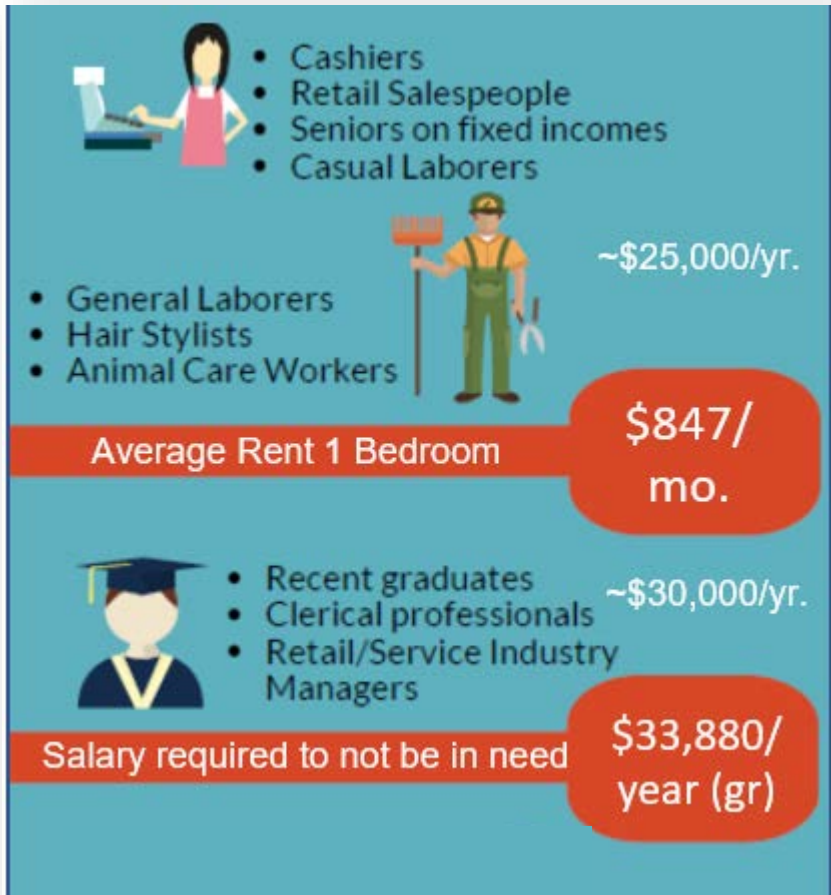 Cashiers
Retail Salespeople
Seniors on fixed incomes
Casual Laborers
~$25,000/yr.
General Laborers
Hair Stylists
Animal Care Workers
Average Rent 1 Bedroom
$847/
mo.
Recent graduates
Clerical professionals
Retail/Service Industry
Managers
~$30,000/yr.
Salary required to not be in need
$33,880/
year (gr)